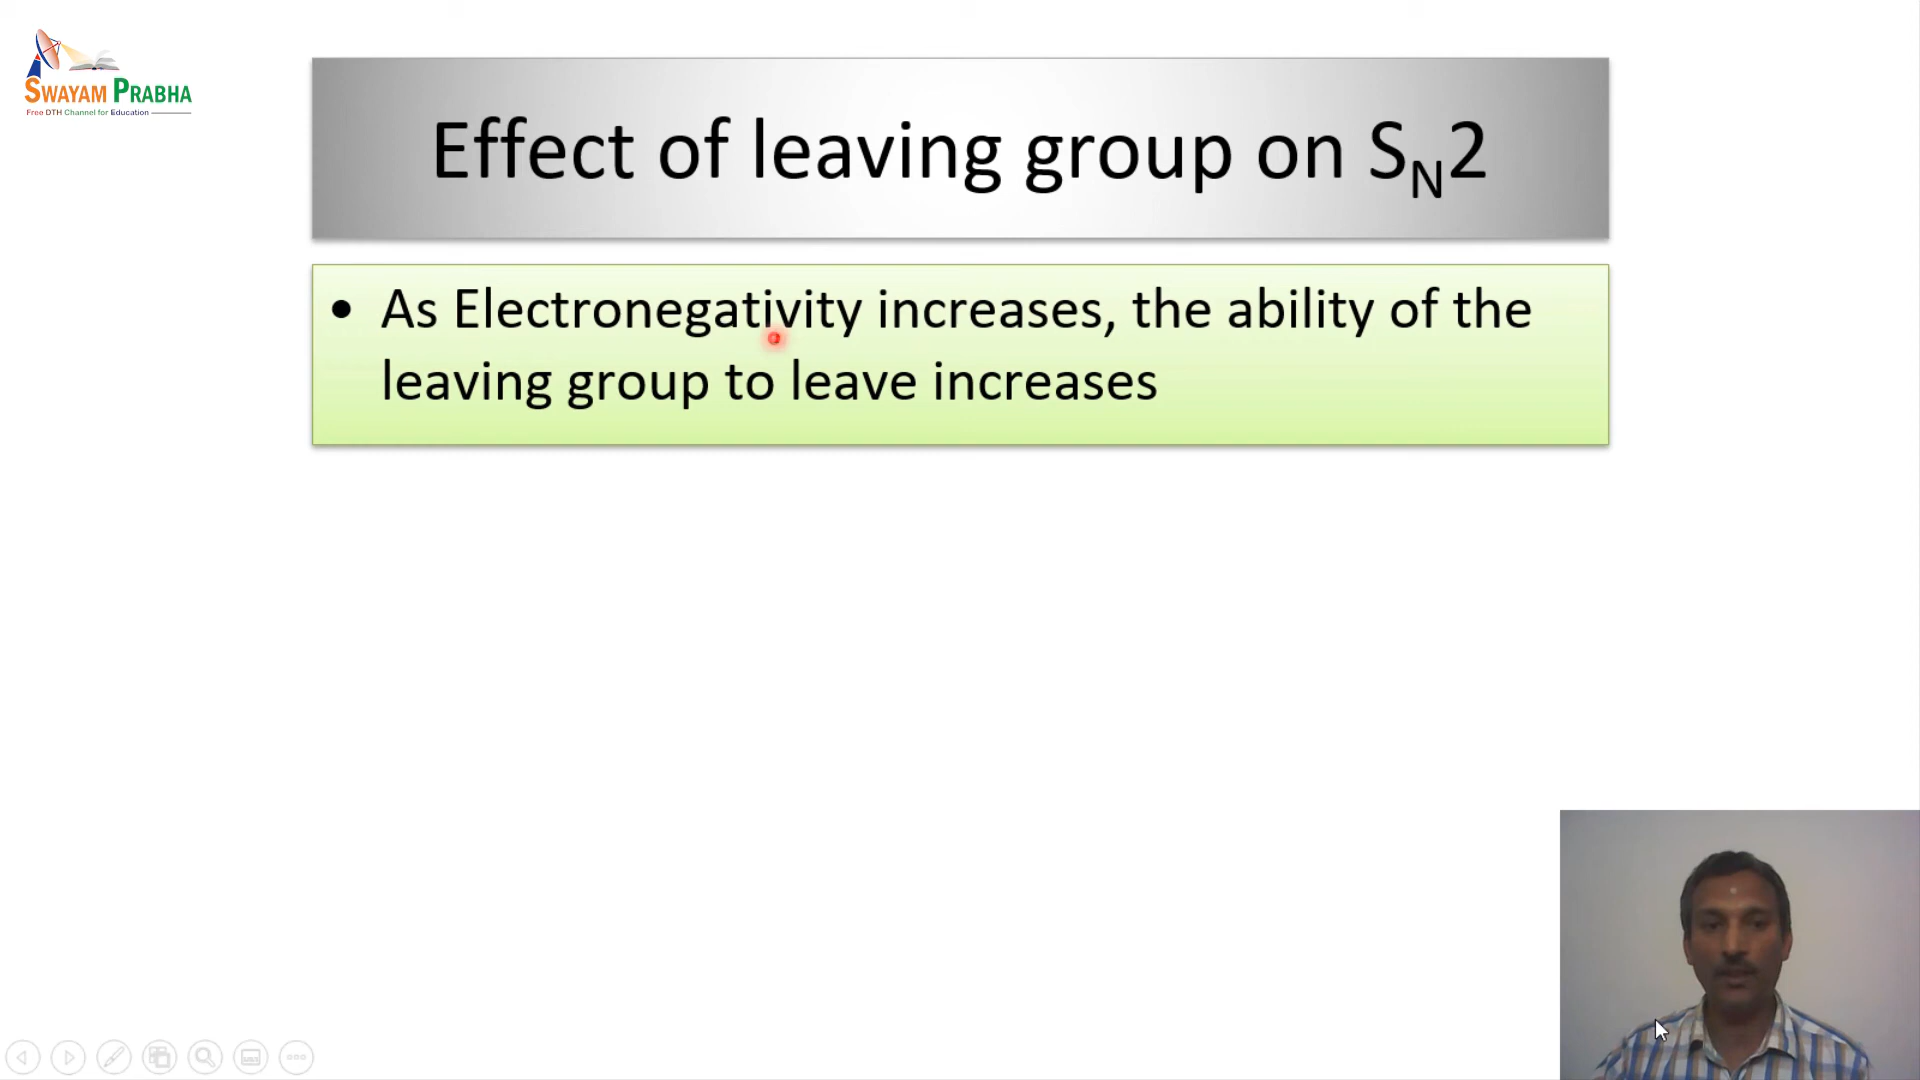 SWAYAM PRABHA
Free DTH Channel for Education
Effect of leaving group on SN2
• As Electronegativity increases, the ability of the
leaving group to leave increases